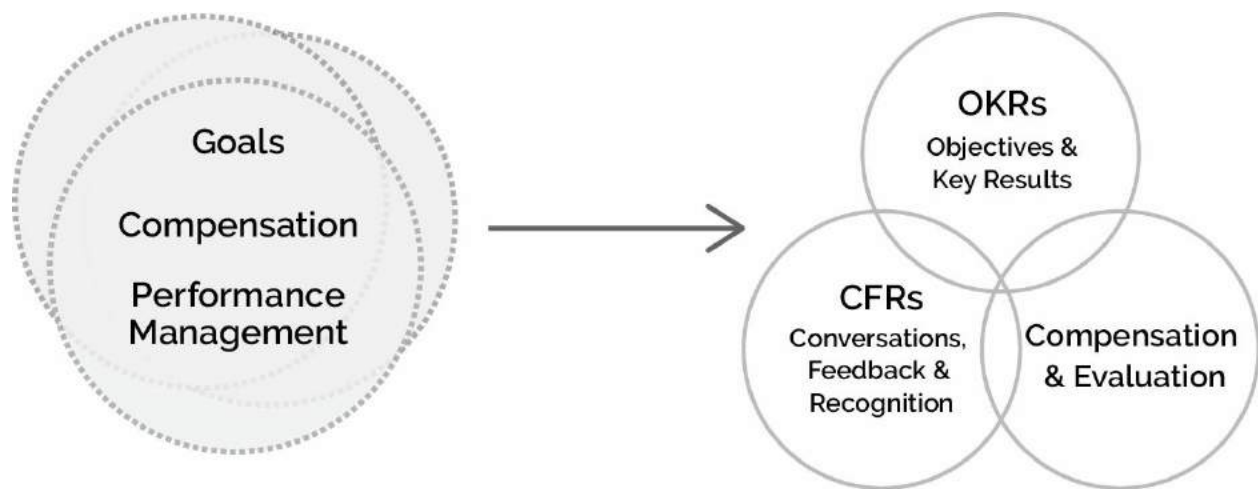 Goals
Compensation
Performance
Management
OKRs
Objectives &
Key Results
CFRs
Conversations,
Feedback &
Recognition
Compensation
& Evaluation